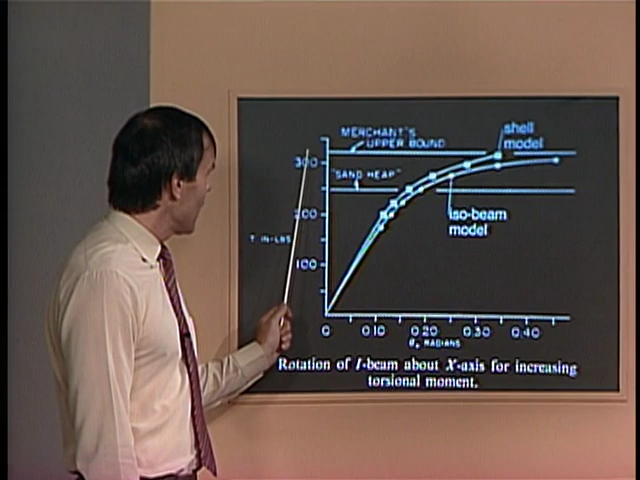 MERCHANT'S
UPPER BOUND
shell
model
300
"SAND HEAP"
200
iso-beam
model
T IN-LBS
100
0 0.10 0.20 0.30 0.40
θ, RADIANS
Rotation of I-beam about X-axis for increasing
torsional moment.